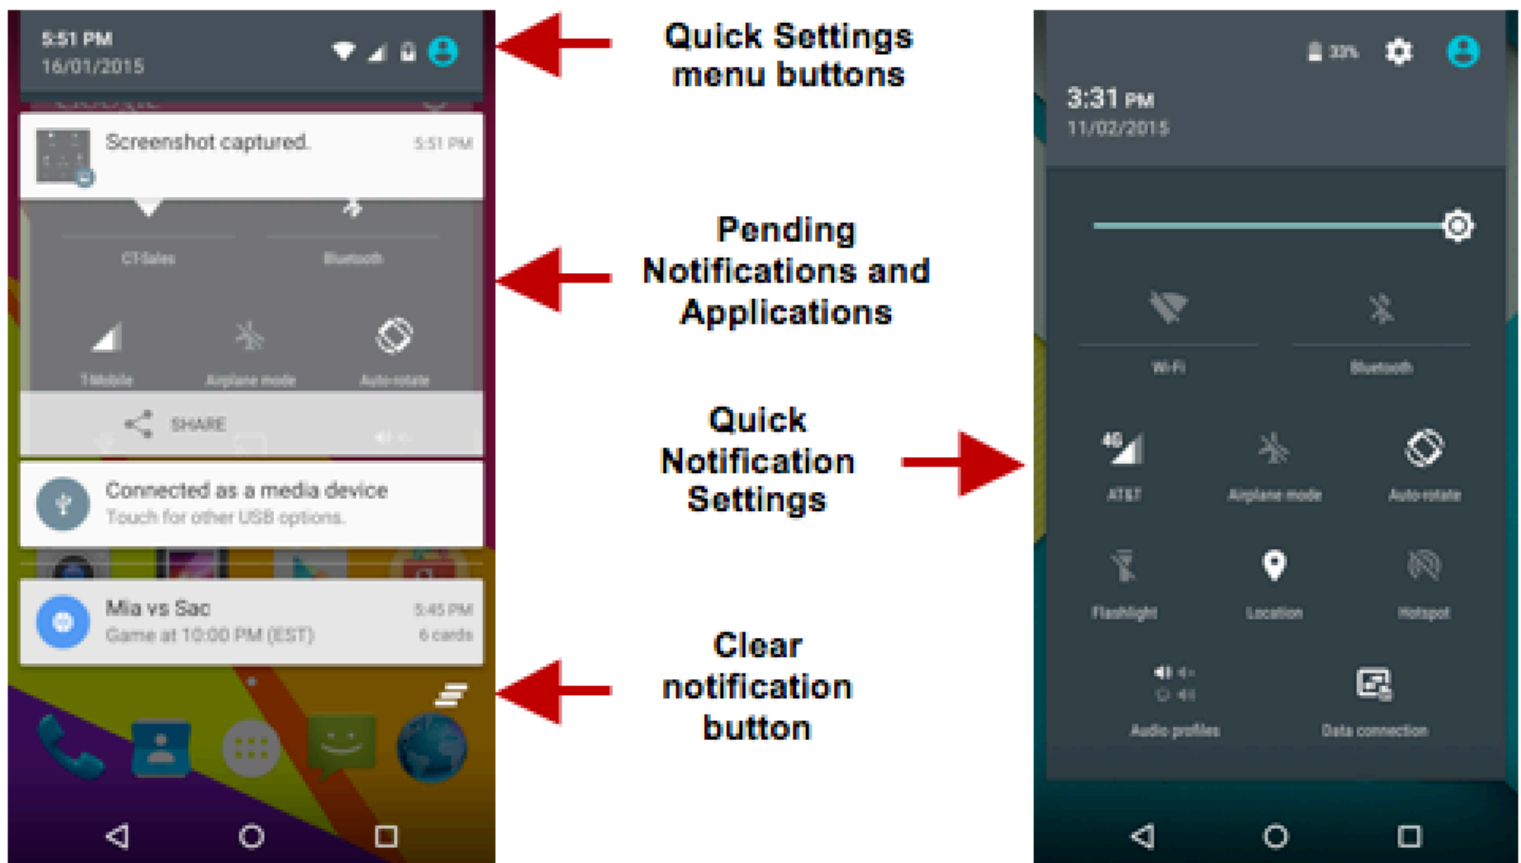 5:51 PM
16/01/2015
Screenshot captured.
5:51 PM
CT-Sales
Bluetooth
T-Mobile
Airplane mode
Auto-rotate
SHARE
Connected as a media device
Touch for other USB options.
Mia vs Sac
5:45 PM
Game at 10:00 PM (EST)
6 cards
Quick Settings
menu buttons
Pending
Notifications and
Applications
Quick
Notification
Settings
Clear
notification
button
33%
3:31 PM
11/02/2015
Wi-Fi
Bluetooth
4G
AT&T
Airplane mode
Auto-rotate
Flashlight
Location
Hotspot
Audio profiles
Data connection